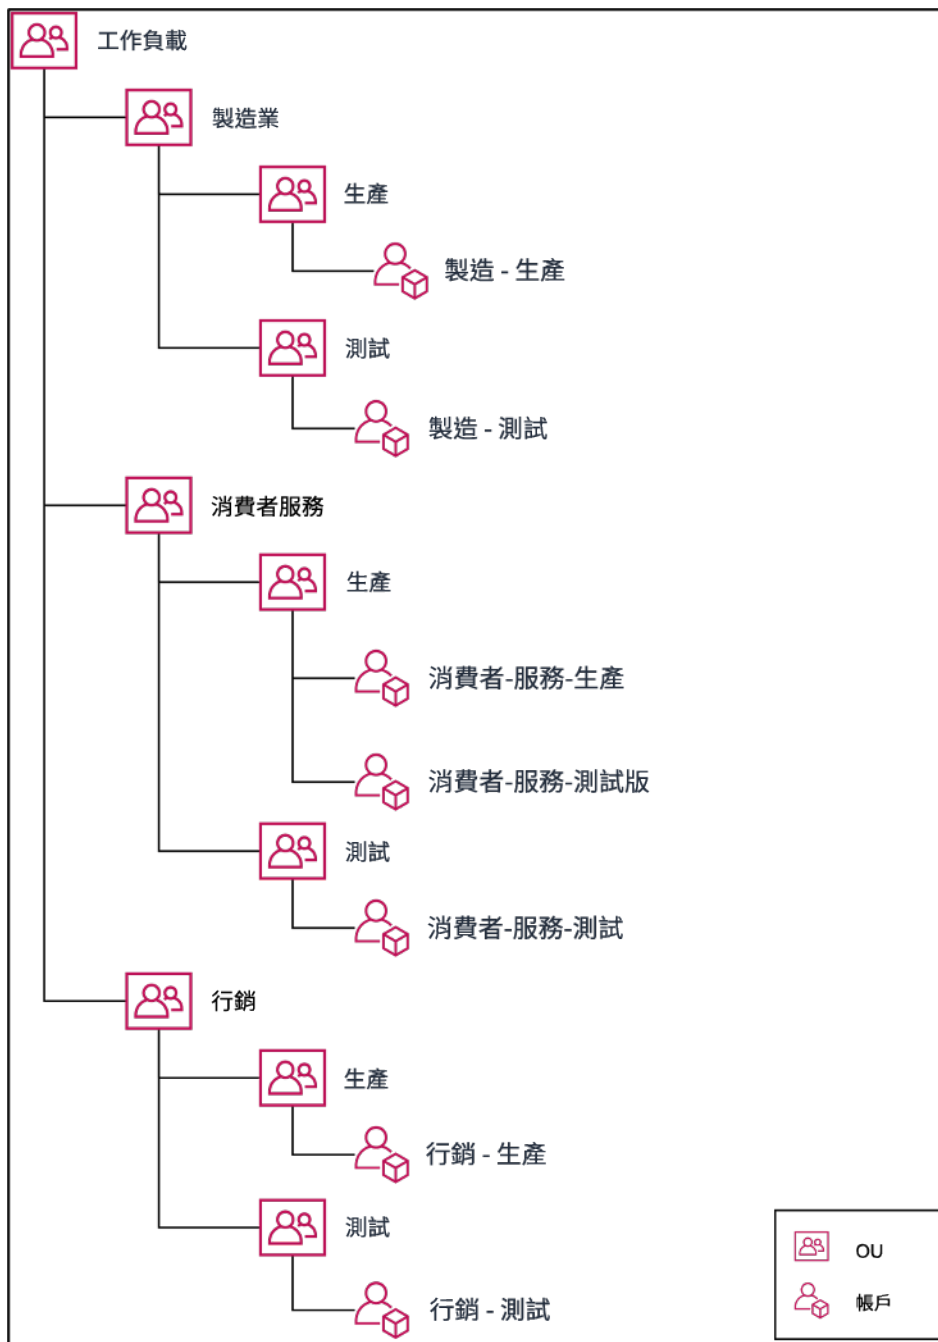 工作負載
製造業
生產
製造 - 生產
測試
製造 - 測試
消費者服務
生產
消費者-服務-生產
消費者-服務-測試版
測試
消費者-服務-測試
行銷
生產
行銷 - 生產
測試
行銷 - 測試
OU
帳戶